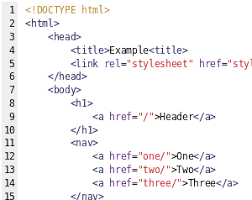 1 <!DOCTYPE html>
2 <html>
3 <head>
4 <title>Example<title>
5 <link rel="stylesheet" href="styl
6 </head>
7 <body>
8 <h1>
9 <a href="/">Header</a>
10 </h1>
11 <nav>
12 <a href="one/">One</a>
13 <a href="two/">Two</a>
14 <a href="three/">Three</a>
15 </nav>